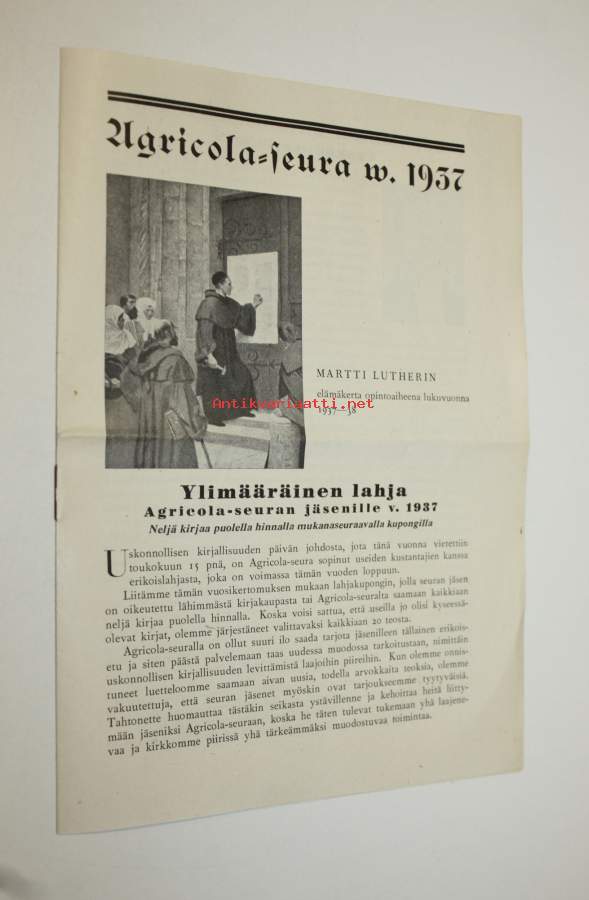 Agricola-seura w. 1937
MARTTI LUTHERIN
elämäkerta opintoaiheena lukuvuonna
1937—38
Antikvariaatti.net
Ylimääräinen lahja
Agricola-seuran jäsenille v. 1937
Neljä kirjaa puolella hinnalla mukanaseuraavalla kupongilla
Uskonnollisen kirjallisuuden päivän johdosta, jota tänä vuonna vietettiin
toukokuun 15 pnä, on Agricola-seura sopinut useiden kustantajien kanssa
erikoislahjasta, joka on voimassa tämän vuoden loppuun.
Liitämme tämän vuosikertomuksen mukaan lahjakupongin, jolla seuran jäsen
on oikeutettu lähimmästä kirjakaupasta tai Agricola-seuralta saamaan kaikkiaan
neljä kirjaa puolella hinnalla. Koska voisi sattua, että useilla jo olisi kyseessä-
olevat kirjat, olemme järjestäneet valittavaksi kaikkiaan 20 teosta.
Agricola-seuralla on ollut suuri ilo saada tarjota jäsenilleen tällainen erikois-
etu ja siten päästä palvelemaan taas uudessa muodossa tarkoitustaan, nimittäin
uskonnollisen kirjallisuuden levittämistä laajoihin piireihin. Kun olemme onnis-
tuneet luetteloomme saamaan aivan uusia, todella arvokkaita teoksia, olemme
vakuutettuja, että seuran jäsenet myöskin ovat tarjoukseemme tyytyväisiä.
Tahtonette huomauttaa tästäkin seikasta ystävillenne ja kehoittaa heitä liitty-
mään jäseniksi Agricola-seuraan, koska he täten tulevat tukemaan yhä laajene-
vaa ja kirkkomme piirissä yhä tärkeämmäksi muodostuvaa toimintaa.